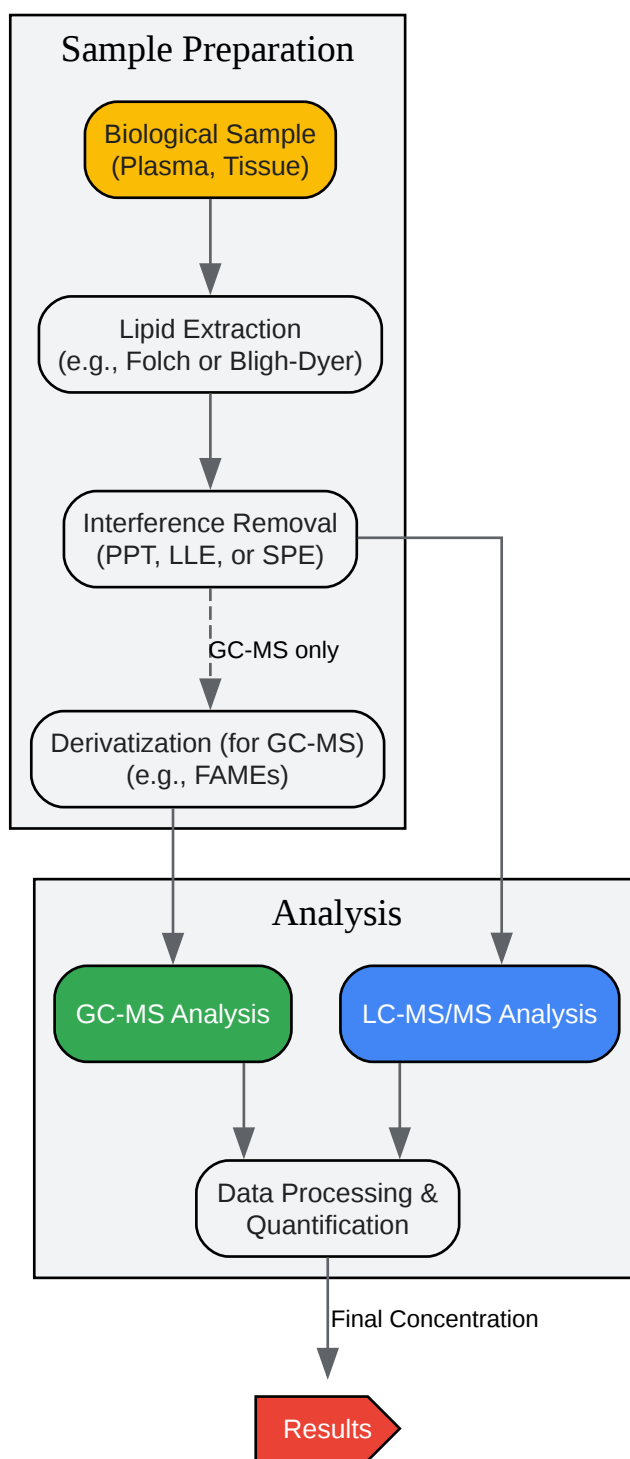 Sample Preparation
Biological Sample
(Plasma, Tissue)
Lipid Extraction
(e.g., Folch or Bligh-Dyer)
Interference Removal
(PPT, LLE, or SPE)
GC-MS only
Derivatization (for GC-MS)
(e.g., FAMEs)
Analysis
GC-MS Analysis
LC-MS/MS Analysis
Data Processing &
Quantification
Final Concentration
Results